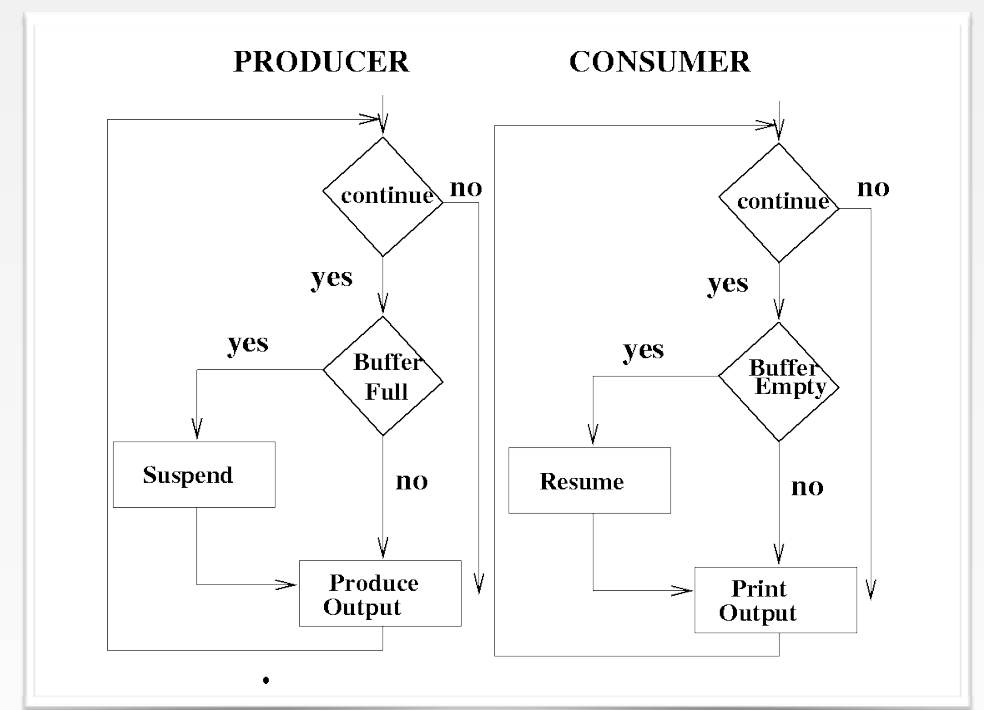 PRODUCER
continue
no
yes
yes
Buffer
Full
Suspend
no
Produce
Output
CONSUMER
continue
no
yes
yes
Buffer
Empty
Resume
no
Print
Output